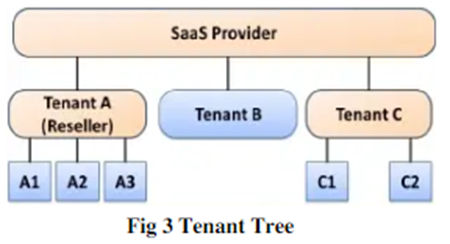 SaaS Provider
Tenant A
(Reseller)
Tenant B
Tenant C
A1 A2 A3 C1 C2
Fig 3 Tenant Tree